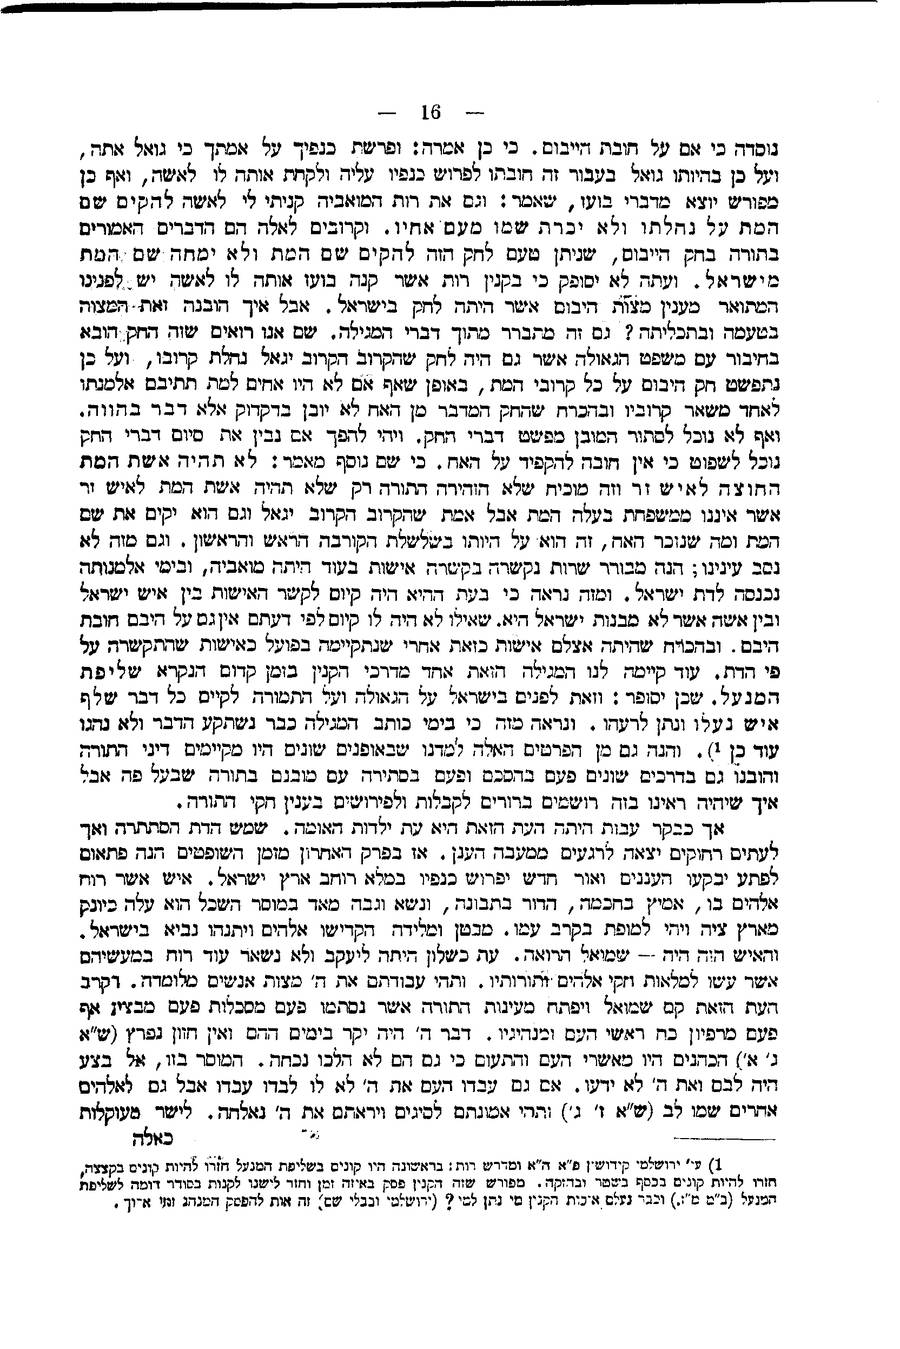 — 16 —
נוסדה כי אם על חובת הייבום. כי כן אמרה: ופרשת כנפיך על אמתך כי גואל אתה,
ועל כן בהיותו גואל בעבור זה חובתו לפרוש כנפיו עליה ולקחת אותה לו לאשה, ואף כן
מפורש יוצא מדברי בועז, שאמר: וגם את רות המואביה קניתי לי לאשה להקים שם
המת על נחלתו ולא יכרת שמו מעם אחיו. וקרובים לאלה הם הדברים האמורים
בתורה בחק הייבום, שניתן טעם לחק הזה להקים שם המת ולא ימחה שם המת
מישראל. ועתה לא יסופק כי בקנין רות אשר קנה בועז אותה לו לאשה יש לפנינו
המתואר מענין מצות היבום אשר היתה לחק בישראל. אבל איך הובנה זאת המצוה
בטעמה ובתכליתה? גם זה מתברר מתוך דברי המגילה. שם אנו רואים שזה החק הובא
בחיבור עם משפט הגאולה אשר גם היה לחק שהקרוב הקרוב יגאל נחלת קרובו, ועל כן
נתפשט חק היבום על כל קרובי המת, באופן שאף אם לא היו אחים למת תתיבם אלמנתו
לאחד משאר קרוביו ובהכרח שהחק המדבר מן האח לא יובן בדקדוק אלא דבר בהווה.
ואף לא נוכל לסתור המובן מפשט דברי החק. ויהי להפך אם נבין את סיום דברי החק
נוכל לשפוט כי אין חובה להקפיד על האח. כי שם נוסף מאמר: לא תהיה אשת המת
החוצה לאיש זר וזה מוכיח שלא הזהירה התורה רק שלא תהיה אשת המת לאיש זר
אשר איננו ממשפחת בעלה המת אבל אמת שהקרוב הקרוב יגאל וגם הוא יקים את שם
המת ומה שנזכר האח, זה הוא על היותו בשלשלת הקורבה הראש והראשון. וגם מזה לא
נסב עינינו; הנה מבורר שרות נקשרה בקשרה אישות בעוד היתה מואביה, ובימי אלמנותה
נכנסה לדת ישראל. ומזה נראה כי בעת ההיא היה קיום לקשר האישות בין איש ישראל
ובין אשה אשר לא מבנות ישראל היא. שאילו לא היה לו קיום לפי דעתם אין גם על היבם חובת
היבם. ובהכרח שהיתה אצלם אישות כזאת אחרי שנתקיימה בפועל כאישות שהתקשרה על
פי הדת. עוד קיימה לנו המגילה הזאת אחד מדרכי הקנין בזמן קדום הנקרא שליפת
המנעל. שכן יסופר: וזאת לפנים בישראל על הגאולה ועל התמורה לקיים כל דבר שלף
איש נעלו ונתן לרעהו. ונראה מזה כי בימי כותב המגילה כבר נשתקע הדבר ולא נהגו
עוד כן 1). והנה גם מן הפרטים האלה למדנו שבאופנים שונים היו מקיימים דיני התורה
והובנו גם בדרכים שונים פעם בהסכם ופעם בסתירה עם מובנם בתורה שבעל פה אבל
איך שיהיה ראינו בזה רושמים ברורים לקבלות ולפירושים בענין חקי התורה.
אך כבקר עבות היתה העת הזאת היא עת ילדות האומה. שמש הדת הסתתרה ואך
לעתים רחוקים יצאה לרגעים ממעבה הענן. אז בפרק האחרון מזמן השופטים הנה פתאום
לפתע יבקעו העננים ואור חדש יפרוש כנפיו במלא רוחב ארץ ישראל. איש אשר רוח
אלהים בו, אמיץ בחכמה, הדור בתבונה, ונשא וגבה מאד במוסר השכל הוא עלה כיונק
מארץ ציה ויהי למופת בקרב עמו. מבטן ומלידה הקדישו אלהים ויתנהו נביא בישראל.
והאיש הזה היה — שמואל הרואה. עת כשלון היתה ליעקב ולא נשאר עוד רוח במעשיהם
אשר עשו למלאות חקי אלהים ותורותיו. ותהי עבודתם את ה' מצות אנשים מלומדה. דקרב
העת הזאת קם שמואל ויפתח מעינות התורה אשר נסתמו פעם מסכלות פעם מבצע אף
פעם מרפיון כח ראשי העם ומנהיגיו. דבר ה' היה יקר בימים ההם ואין חזון נפרץ (ש"א
ג' א') הכהנים היו מאשרי העם והתעום כי גם הם לא הלכו נכחה. המוסר בזו, אל בצע
היה לבם ואת ה' לא ידעו. אם גם עבדו העם את ה' לא לו לבדו עבדו אבל גם לאלהים
אחרים שמו לב (ש"א ז' ג') ותהי אמונתם לסיגים ויראתם את ה' נאלחה. לישר מעוקלות
כאלה
1) עי' ירושלמי קידושין פ"א ה"א ומדרש רות: בראשונה היו קונים בשליפת המנעל חזרו להיות קונים בקצצה,
חזרו להיות קונים בכסף בשטר ובחזקה. מפורש שזה הקנין פסק באיזה זמן וחזר לישנו לקנות בסודר דומה לשליפת
המנעל (ב"מ מ"ז.) וכבר נעלם איכות הקנין מי נתן למי? (ירושלמי ובבלי שם) זה אות להפסק המנהג זמן ארוך.